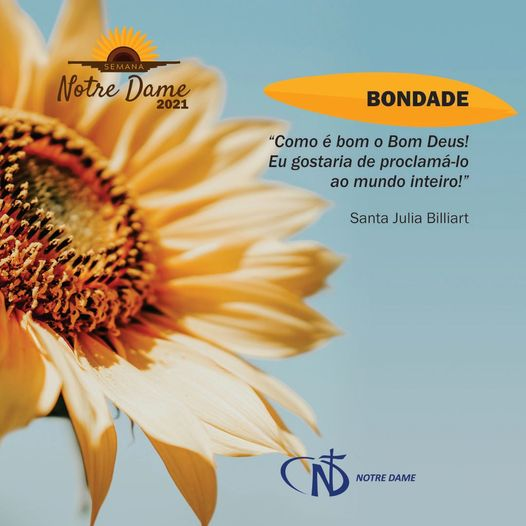 SEMANA
Notre Dame
2021
BONDADE
“Como é bom o Bom Deus!
Eu gostaria de proclamá-lo
ao mundo inteiro!”
Santa Julia Billiart
ND NOTRE DAME